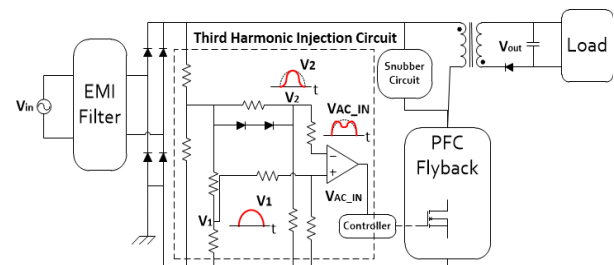 Third Harmonic Injection Circuit
Vin
EMI
Filter
V2
t
V2
VAC_IN
t
−
+
VAC_IN
V1
V1
t
Snubber
Circuit
Vout
Load
PFC
Flyback
Controller